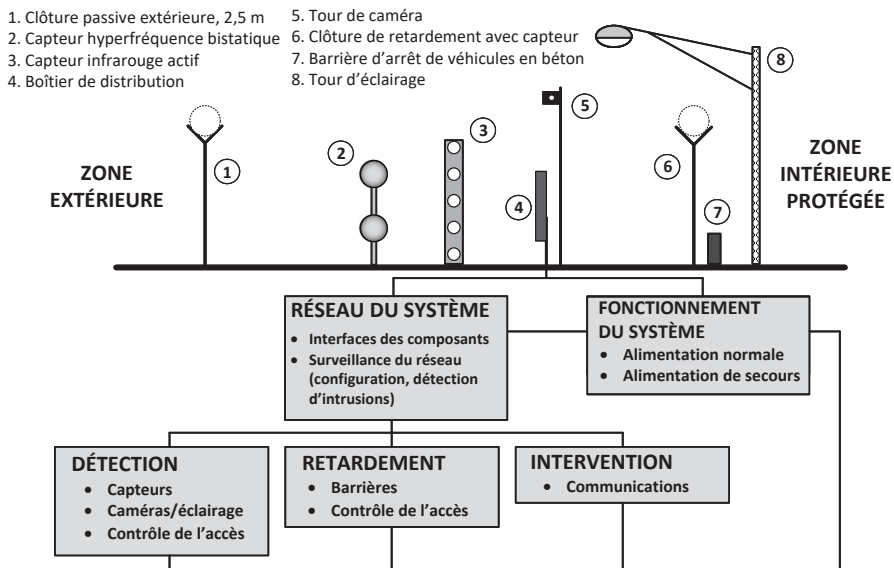 1. Clôture passive extérieure, 2,5 m
2. Capteur hyperfréquence bistatique
3. Capteur infrarouge actif
4. Boîtier de distribution
5. Tour de caméra
6. Clôture de retardement avec capteur
7. Barrière d'arrêt de véhicules en béton
8. Tour d'éclairage
ZONE
EXTÉRIEURE
1
2
3
4
5
6
7
8
ZONE
INTÉRIEURE
PROTÉGÉE
RÉSEAU DU SYSTÈME
• Interfaces des composants
• Surveillance du réseau
(configuration, détection
d'intrusions)
FONCTIONNEMENT
DU SYSTÈME
• Alimentation normale
• Alimentation de secours
DÉTECTION
• Capteurs
• Caméras/éclairage
• Contrôle de l'accès
RETARDEMENT
• Barrières
• Contrôle de l'accès
INTERVENTION
• Communications